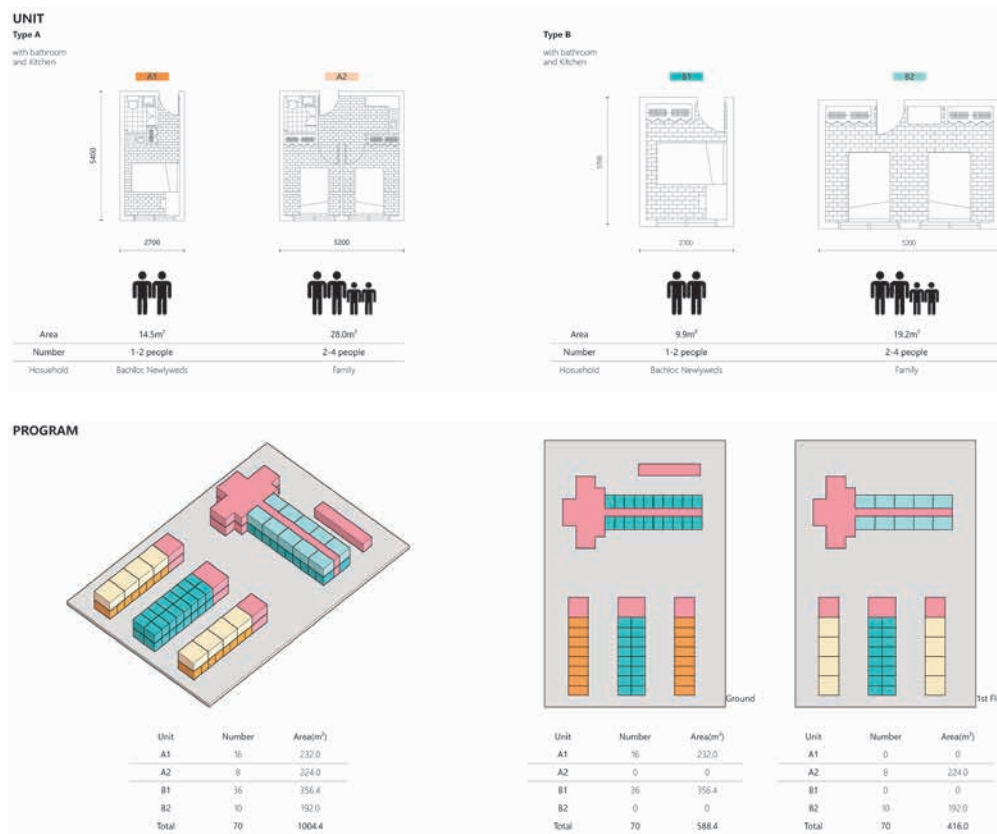 UNIT
Type A
with bathroom
and Kitchen
A1
A2
5400
2700
5200
Area 14.5m² 28.0m²
Number 1-2 people 2-4 people
Hosuehold Bachlor, Newlyweds Family
Type B
with bathroom
and Kitchen
B1
B2
3700
2700
5200
Area 9.9m² 19.2m²
Number 1-2 people 2-4 people
Hosuehold Bachlor, Newlyweds Family
PROGRAM
Ground
1st Fl
Unit Number Area(m²)
A1 16 232.0
A2 8 224.0
B1 36 356.4
B2 10 192.0
Total 70 1004.4
Unit Number Area(m²)
A1 16 232.0
A2 0 0
B1 36 356.4
B2 0 0
Total 70 588.4
Unit Number Area(m²)
A1 0 0
A2 8 224.0
B1 0 0
B2 10 192.0
Total 70 416.0